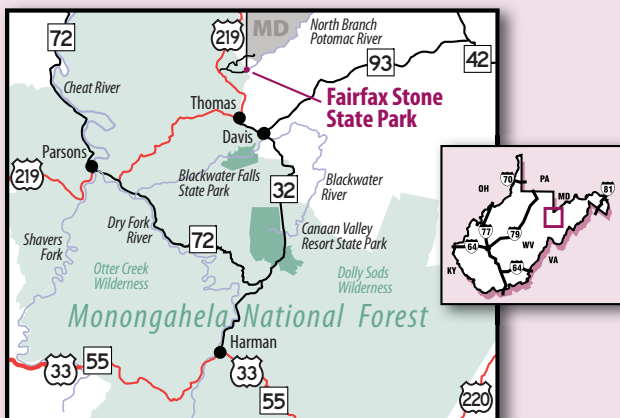 72
219
MD
North Branch
Potomac River
93
42
Cheat River
Fairfax Stone
State Park
Thomas
Davis
Parsons
219
Blackwater Falls
State Park
32
Blackwater
River
Dry Fork
River
72
Canaan Valley
Resort State Park
Shavers
Fork
Otter Creek
Wilderness
Dolly Sods
Wilderness
Monongahela National Forest
Harman
33
55
33
55
220
OH
70
PA
MD
81
77
79
64
WV
VA
KY
64